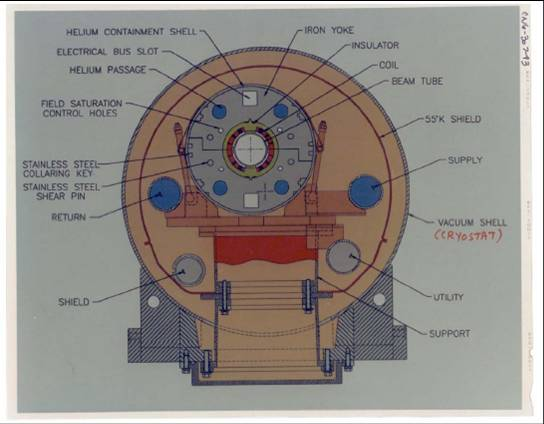 HELIUM CONTAINMENT SHELL
IRON YOKE
ELECTRICAL BUS SLOT
INSULATOR
HELIUM PASSAGE
COIL
BEAM TUBE
FIELD SATURATION
CONTROL HOLES
55°K SHIELD
STAINLESS STEEL
COLLARING KEY
SUPPLY
STAINLESS STEEL
SHEAR PIN
RETURN
VACUUM SHELL
(CRYOSTAT)
SHIELD
UTILITY
SUPPORT